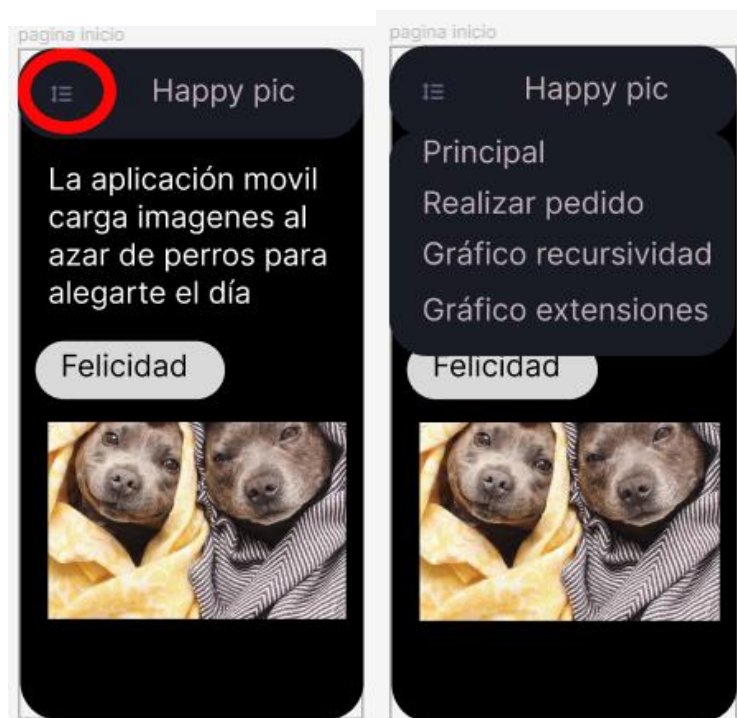 pagina inicio
Happy pic
La aplicación movil
carga imagenes al
azar de perros para
alegarte el día
Felicidad
pagina inicio
Happy pic
Principal
Realizar pedido
Gráfico recursividad
Gráfico extensiones
Felicidad